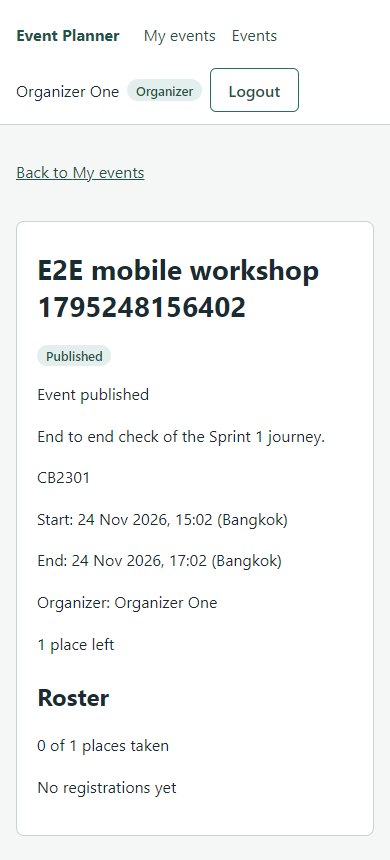 Event Planner My events Events
Organizer One Organizer Logout
Back to My events
E2E mobile workshop
1795248156402
Published
Event published
End to end check of the Sprint 1 journey.
CB2301
Start: 24 Nov 2026, 15:02 (Bangkok)
End: 24 Nov 2026, 17:02 (Bangkok)
Organizer: Organizer One
1 place left
Roster
0 of 1 places taken
No registrations yet